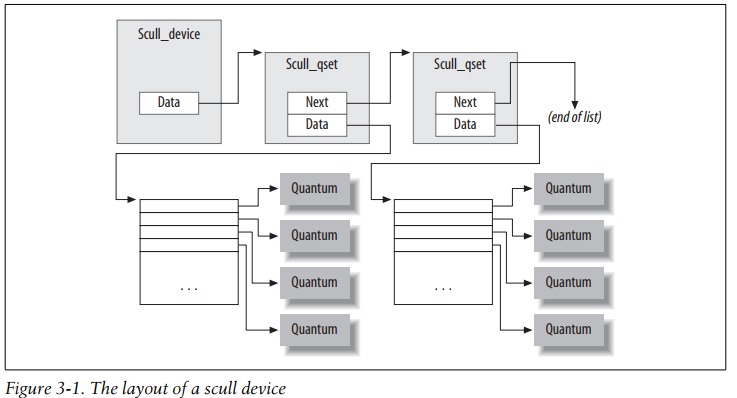 Scull_device
Scull_qset
Scull_qset
Data
Next
Data
Next
Data
(end of list)
Quantum
Quantum
Quantum
Quantum
. . .
Quantum
Quantum
Quantum
Quantum
. . .
Figure 3-1. The layout of a scull device